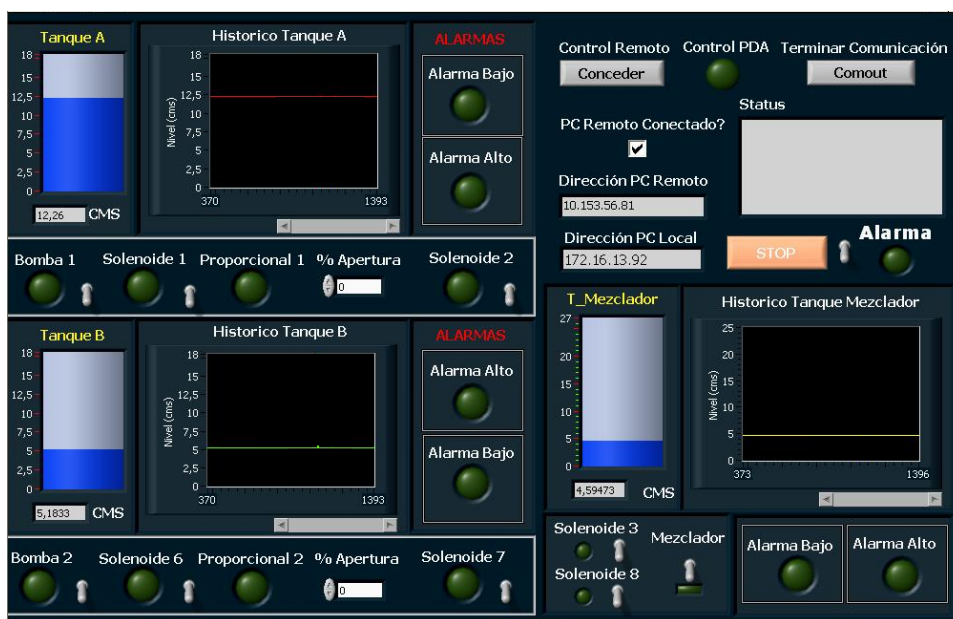 Tanque A
18
15
12,5
10
7,5
5
2,5
0
12,26 CMS
Historico Tanque A
Nivel (cms)
18
15
12,5
10
7,5
5
2,5
0
370 1393
ALARMAS
Alarma Bajo
Alarma Alto
Bomba 1 Solenoide 1 Proporcional 1 % Apertura Solenoide 2
0
Tanque B
18
15
12,5
10
7,5
5
2,5
0
5,1833 CMS
Historico Tanque B
Nivel (cms)
18
15
12,5
10
7,5
5
2,5
0
370 1393
ALARMAS
Alarma Alto
Alarma Bajo
Bomba 2 Solenoide 6 Proporcional 2 % Apertura Solenoide 7
0
Control Remoto Control PDA Terminar Comunicación
Conceder Comout
Status
PC Remoto Conectado?
Dirección PC Remoto
10.153.56.81
Dirección PC Local
172.16.13.92
STOP
Alarma
T_Mezclador
27
20
15
10
5
0
4,59473 CMS
Historico Tanque Mezclador
Nivel (cms)
25
20
15
10
5
0
373 1396
Solenoide 3
Mezclador
Solenoide 8
Alarma Bajo Alarma Alto